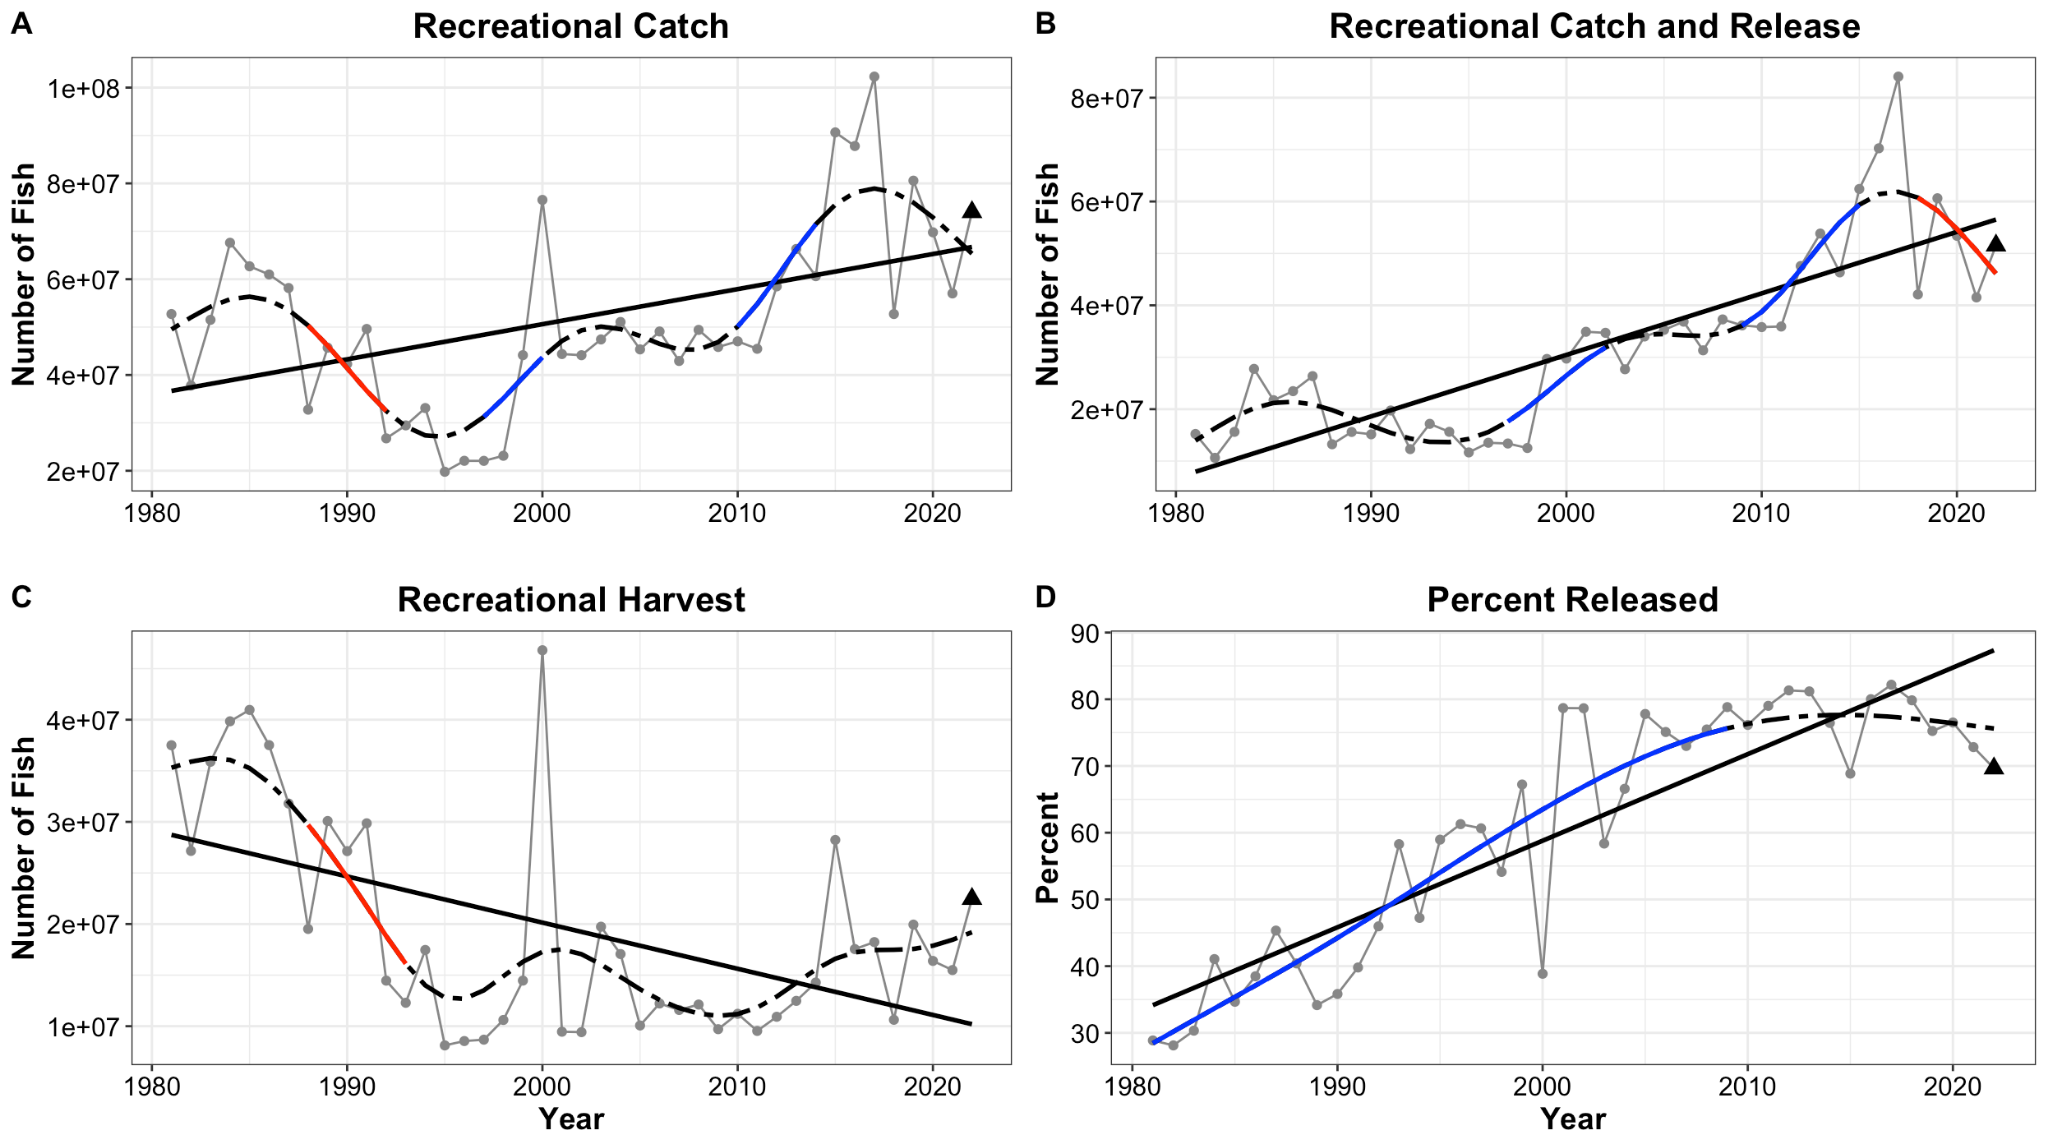 A
Recreational Catch
Number of Fish
1e+08
8e+07
6e+07
4e+07
2e+07
1980
1990
2000
2010
2020
B
Recreational Catch and Release
Number of Fish
8e+07
6e+07
4e+07
2e+07
1980
1990
2000
2010
2020
C
Recreational Harvest
Number of Fish
4e+07
3e+07
2e+07
1e+07
1980
1990
2000
2010
2020
Year
D
Percent Released
Percent
90
80
70
60
50
40
30
1980
1990
2000
2010
2020
Year